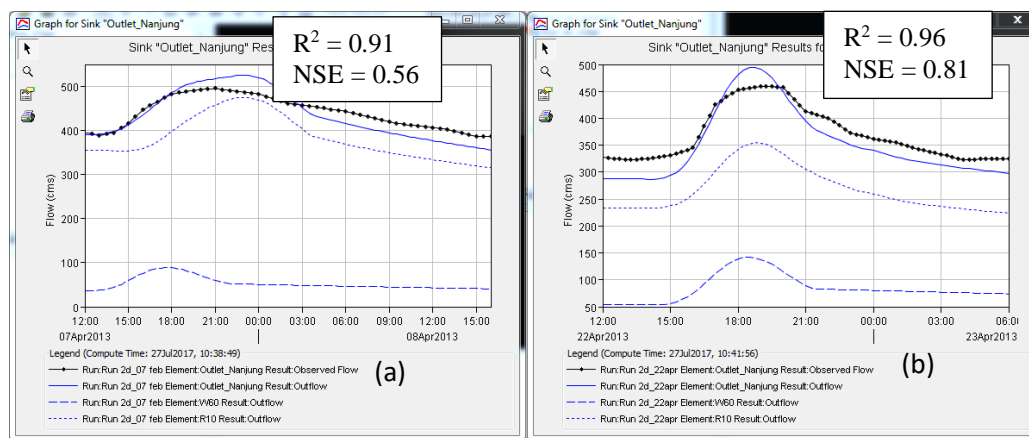 Graph for Sink "Outlet_Nanjung"
Sink "Outlet_Nanjung" Res
R² = 0.91
NSE = 0.56
Flow (cms)
500
400
300
200
100
0
12:00 15:00 18:00 21:00 00:00 03:00 06:00 09:00 12:00 15:00
07Apr2013 08Apr2013
Legend (Compute Time: 27Jul2017, 10:38:49)
(a)
Run:Run 2d_07 feb Element:Outlet_Nanjung Result:Observed Flow
Run:Run 2d_07 feb Element:Outlet_Nanjung Result:Outflow
Run:Run 2d_07 feb Element:W60 Result:Outflow
Run:Run 2d_07 feb Element:R10 Result:Outflow
Graph for Sink "Outlet_Nanjung"
Sink "Outlet_Nanjung" Results fo
R² = 0.96
NSE = 0.81
Flow (cms)
500
450
400
350
300
250
200
150
100
50
12:00 15:00 18:00 21:00 00:00 03:00 06:00
22Apr2013 23Apr2013
Legend (Compute Time: 27Jul2017, 10:41:56)
(b)
Run:Run 2d_22apr Element:Outlet_Nanjung Result:Observed Flow
Run:Run 2d_22apr Element:Outlet_Nanjung Result:Outflow
Run:Run 2d_22apr Element:W60 Result:Outflow
Run:Run 2d_22apr Element:R10 Result:Outflow